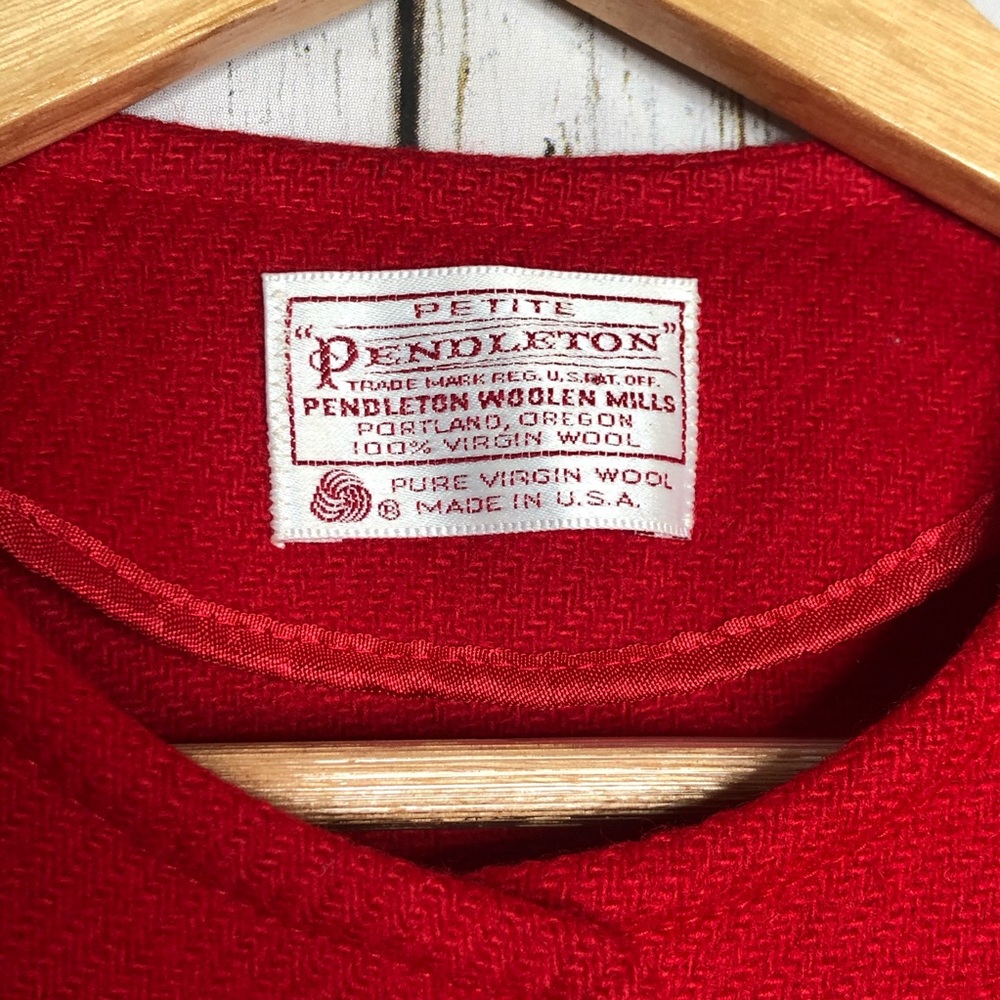 PETITE
"PENDLETON"
TRADE MARK REG. U.S. PAT. OFF.
PENDLETON WOOLEN MILLS
PORTLAND, OREGON
100% VIRGIN WOOL
PURE VIRGIN WOOL
® MADE IN U.S.A.